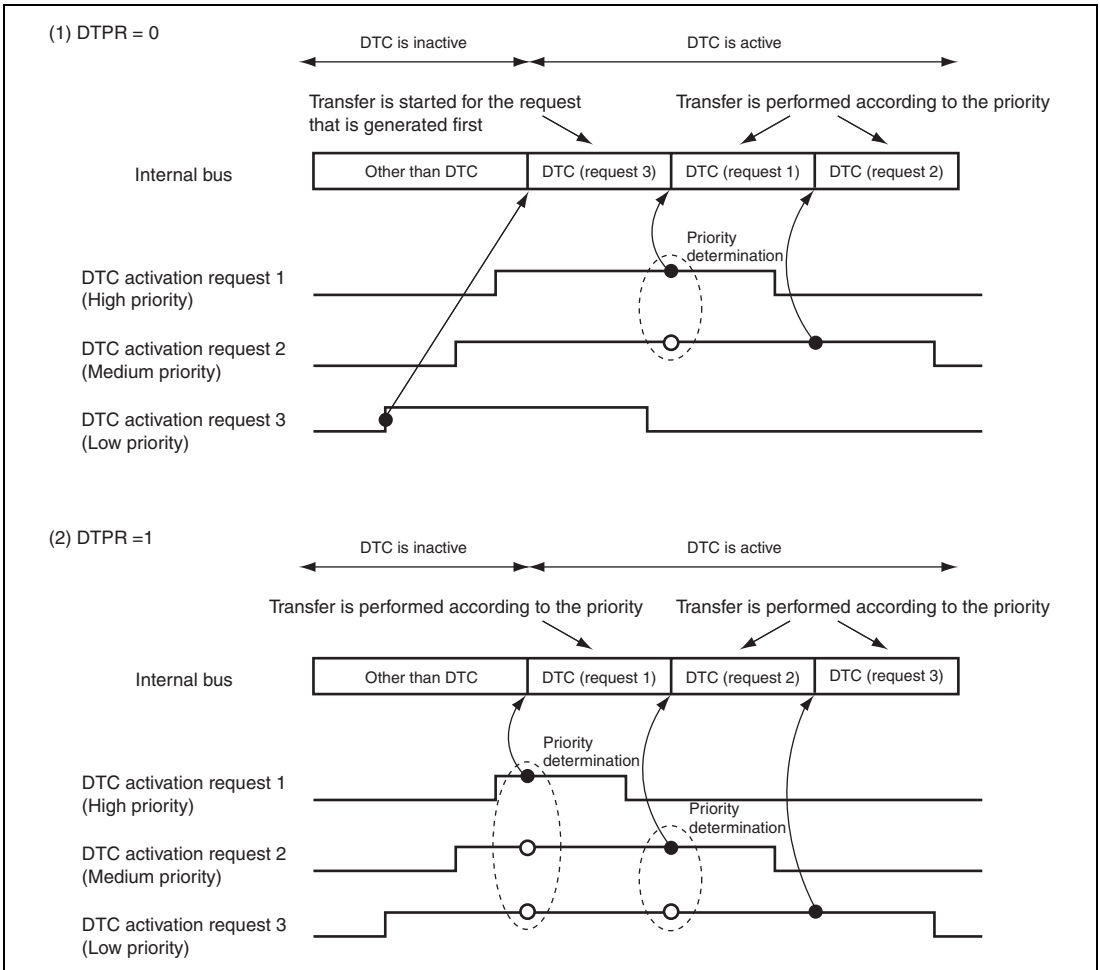 (1) DTPR = 0
DTC is inactive
DTC is active
Transfer is started for the request
that is generated first
Transfer is performed according to the priority
Internal bus
Other than DTC
DTC (request 3)
DTC (request 1)
DTC (request 2)
Priority
determination
DTC activation request 1
(High priority)
DTC activation request 2
(Medium priority)
DTC activation request 3
(Low priority)
(2) DTPR =1
DTC is inactive
DTC is active
Transfer is performed according to the priority
Transfer is performed according to the priority
Internal bus
Other than DTC
DTC (request 1)
DTC (request 2)
DTC (request 3)
Priority
determination
DTC activation request 1
(High priority)
Priority
determination
DTC activation request 2
(Medium priority)
DTC activation request 3
(Low priority)